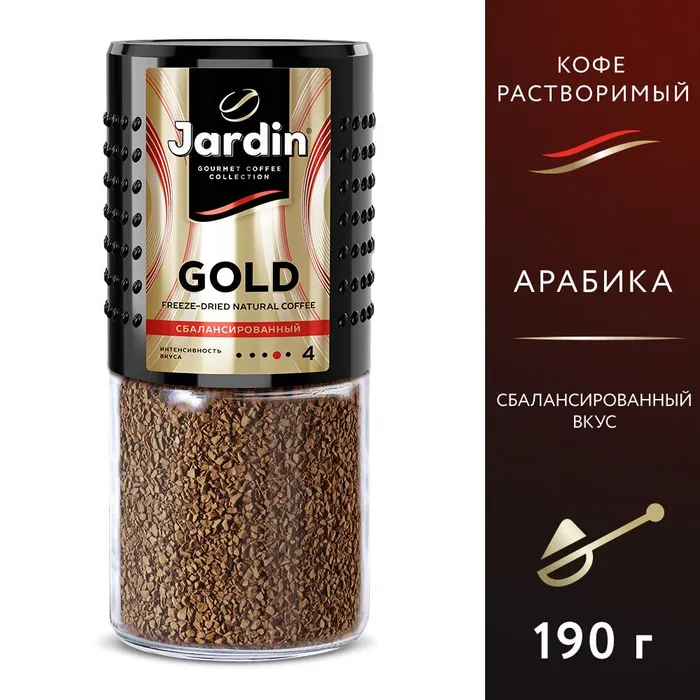 Jardin®
GOURMET COFFEE
COLLECTION
GOLD
FREEZE-DRIED NATURAL COFFEE
СБАЛАНСИРОВАННЫЙ
ИНТЕНСИВНОСТЬ
ВКУСА
4
КОФЕ
РАСТВОРИМЫЙ
АРАБИКА
СБАЛАНСИРОВАННЫЙ
ВКУС
190 г